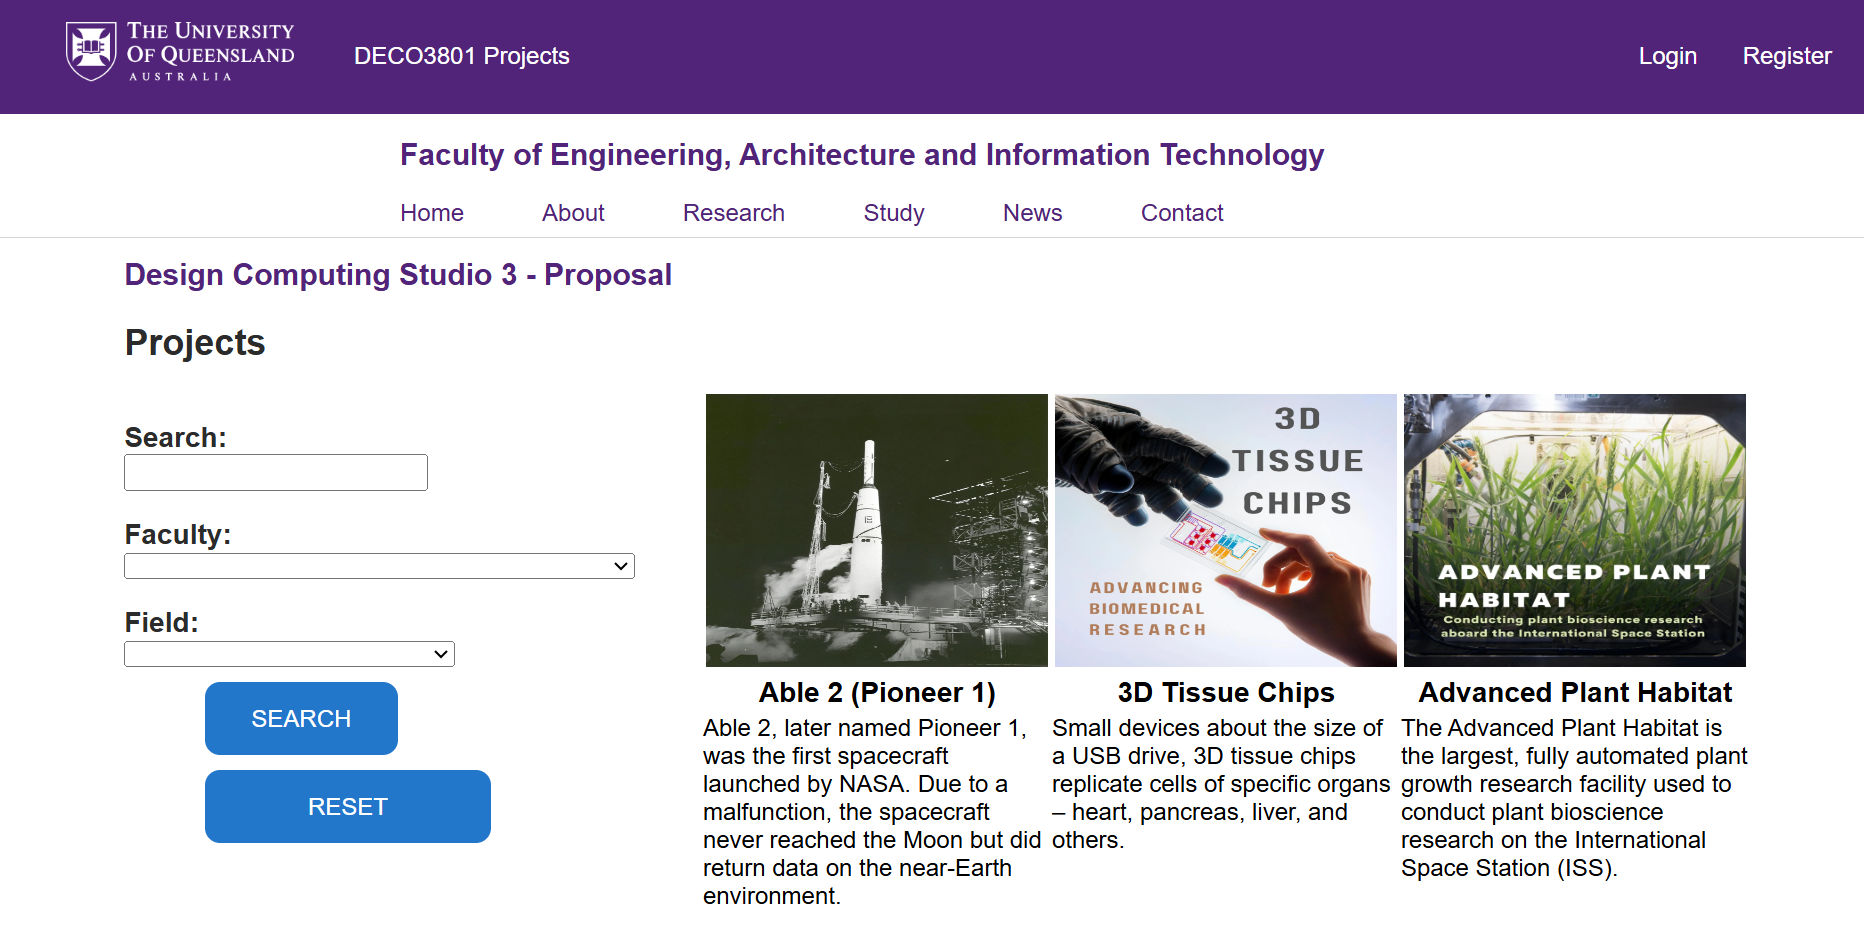 THE UNIVERSITY
OF QUEENSLAND
AUSTRALIA
DECO3801 Projects
Login
Register
Faculty of Engineering, Architecture and Information Technology
Home
About
Research
Study
News
Contact
Design Computing Studio 3 - Proposal
Projects
Search:
Faculty:
Field:
SEARCH
RESET
Able 2 (Pioneer 1)
Able 2, later named Pioneer 1,
was the first spacecraft
launched by NASA. Due to a
malfunction, the spacecraft
never reached the Moon but did
return data on the near-Earth
environment.
3D
TISSUE
CHIPS
ADVANCING
BIOMEDICAL
RESEARCH
3D Tissue Chips
Small devices about the size of
a USB drive, 3D tissue chips
replicate cells of specific organs
– heart, pancreas, liver, and
others.
ADVANCED PLANT
HABITAT
Conducting plant bioscience research
aboard the International Space Station
Advanced Plant Habitat
The Advanced Plant Habitat is
the largest, fully automated plant
growth research facility used to
conduct plant bioscience
research on the International
Space Station (ISS).